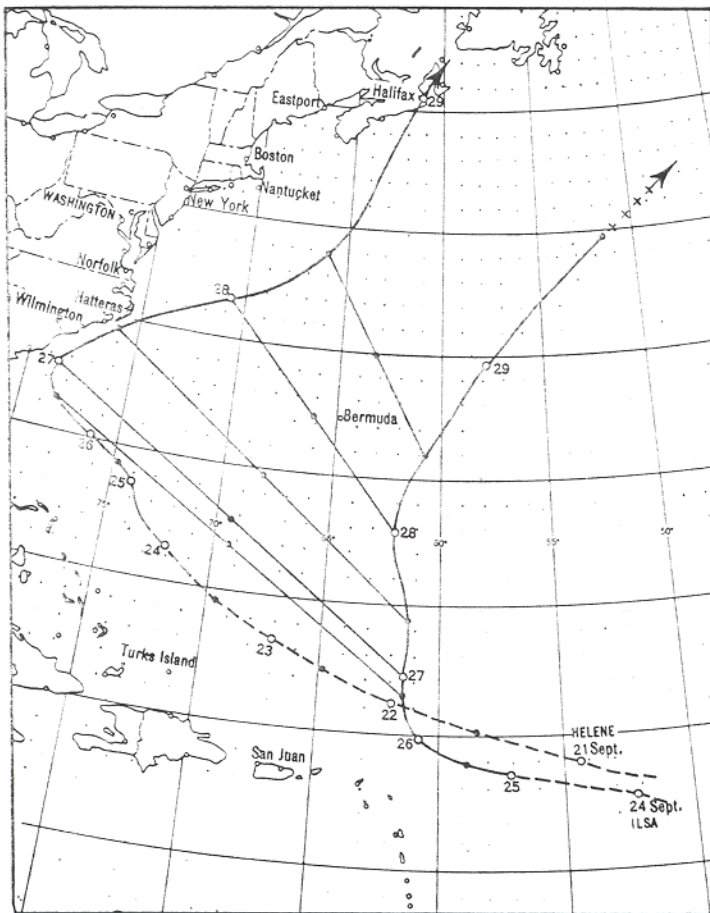 Halifax
29
Eastport
Boston
Nantucket
New York
WASHINGTON
Norfolk
Hatteras
Wilmington
28
27
29
Bermuda
26
25
75°
70°
65°
60°
55°
50°
24
28
23
Turks Island
27
22
26
HELENE
21 Sept.
San Juan
25
24 Sept.
ILSA